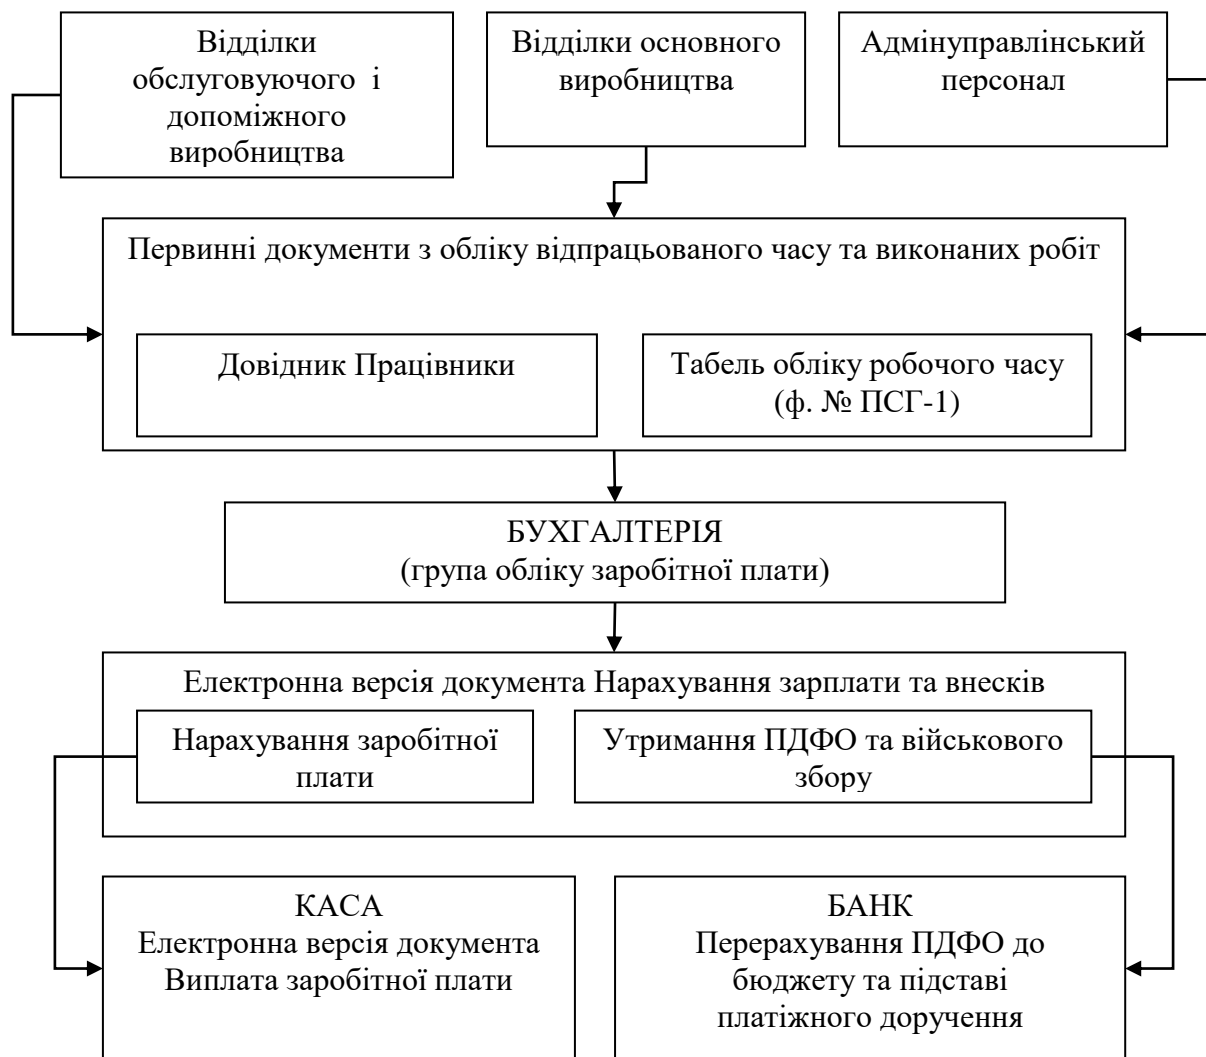 Відділки
обслуговуючого і
допоміжного
виробництва
Відділки основного
виробництва
Адмінуправлінський
персонал
Первинні документи з обліку відпрацьованого часу та виконаних робіт
Довідник Працівники
Табель обліку робочого часу
(ф. № ПСГ-1)
БУХГАЛТЕРІЯ
(група обліку заробітної плати)
Електронна версія документа Нарахування зарплати та внесків
Нарахування заробітної
плати
Утримання ПДФО та військового
збору
КАСА
Електронна версія документа
Виплата заробітної плати
БАНК
Перерахування ПДФО до
бюджету та підставі
платіжного доручення